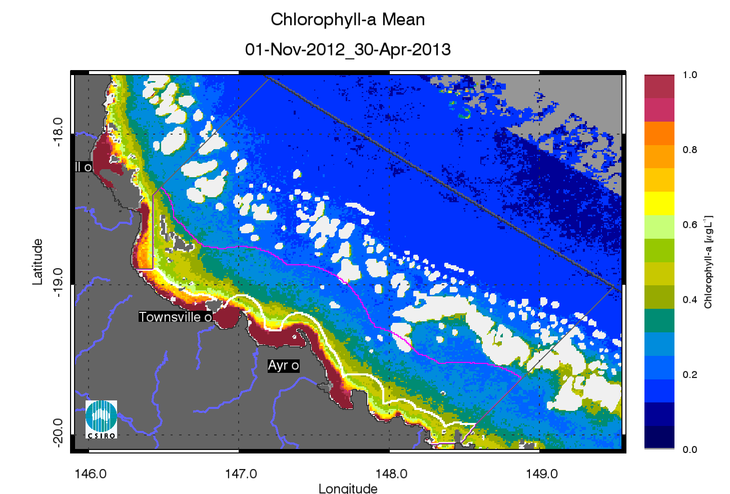 Chlorophyll-a Mean
01-Nov-2012_30-Apr-2013
1.0
0.8
0.6
0.4
0.2
0.0
Chlorophyll-a [µgL⁻¹]
-18.0
-19.0
-20.0
Latitude
ll o
Townsville o
Ayr o
CSIRO
146.0 147.0 148.0 149.0
Longitude